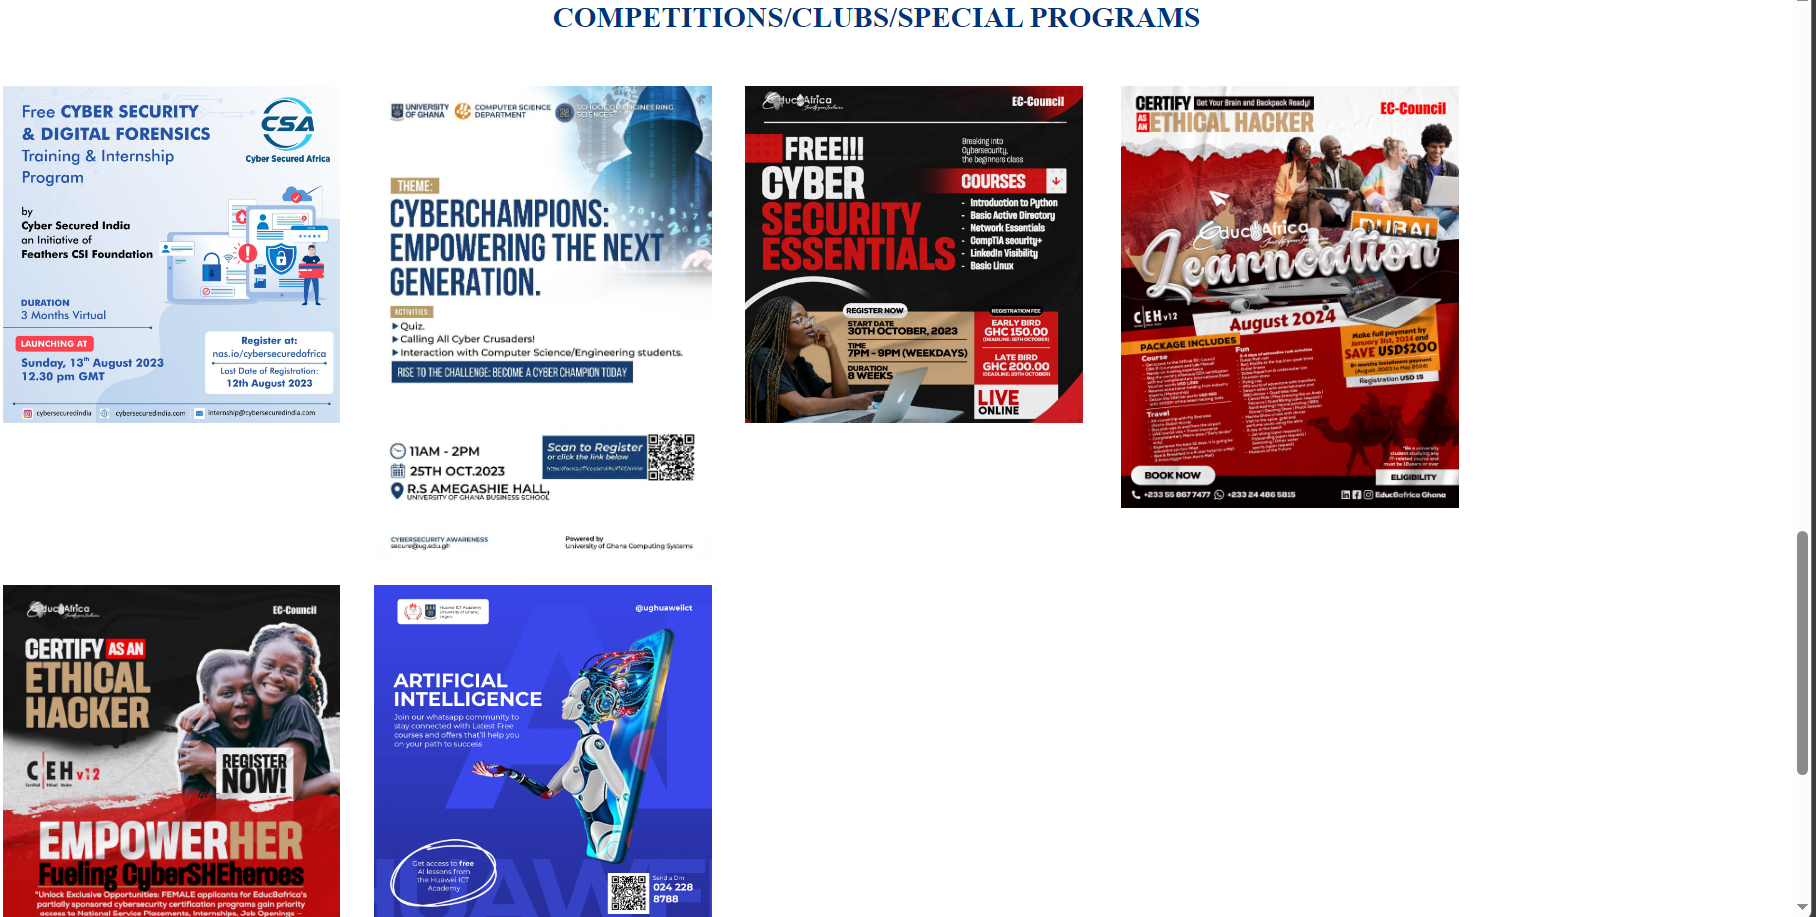 COMPETITIONS/CLUBS/SPECIAL PROGRAMS
Free CYBER SECURITY
& DIGITAL FORENSICS
Training & Internship
Program
CSA
Cyber Secured Africa
by
Cyber Secured India
an Initiative of
Feathers CSI Foundation
DURATION
3 Months Virtual
LAUNCHING AT
Sunday, 13th August 2023
12.30 pm GMT
Register at:
nas.io/cybersecuredafrica
Last Date of Registration:
12th August 2023
cybersecuredindia
cybersecuredindia.com
internship@cybersecuredindia.com
UNIVERSITY
OF GHANA
COMPUTER SCIENCE
DEPARTMENT
SCHOOL OF ENGINEERING
SCIENCES
THEME:
CYBERCHAMPIONS:
EMPOWERING THE NEXT
GENERATION.
ACTIVITIES:
Quiz.
Calling All Cyber Crusaders!
Interaction with Computer Science/Engineering students.
RISE TO THE CHALLENGE: BECOME A CYBER CHAMPION TODAY
11AM - 2PM
25TH OCT.2023
R.S AMEGASHIE HALL,
UNIVERSITY OF GHANA BUSINESS SCHOOL
Scan to Register
or click the link below
CYBERSECURITY AWARENESS
secure@ug.edu.gh
Powered by
University of Ghana Computing Systems
EC-Council
FREE!!!
CYBER
SECURITY
ESSENTIALS
Breaking into
Cybersecurity,
the beginners class
COURSES
- Introduction to Python
- Basic Active Directory
- Network Essentials
- CompTIA security+
- LinkedIn Visibility
- Basic Linux
REGISTER NOW
START DATE
30TH OCTOBER, 2023
TIME
7PM - 9PM (WEEKDAYS)
DURATION
8 WEEKS
REGISTRATION FEE
EARLY BIRD
GHC 150.00
(DEADLINE: 15TH OCTOBER)
LATE BIRD
GHC 200.00
(DEADLINE: 29TH OCTOBER)
LIVE
ONLINE
CERTIFY Get Your Brain and Backpack Ready!
AS AN ETHICAL HACKER
EC-Council
DUBAI
Learncation
CEH v12
August 2024
PACKAGE INCLUDES
Course
Fun
Travel
Make full payment by
January 31st, 2024 and
SAVE USD$200
Registration USD 15
BOOK NOW
ELIGIBILITY
+233 55 867 7477
+233 24 486 5815
EducBafrica Ghana
EC-Council
CERTIFY AS AN
ETHICAL
HACKER
CEH v12
REGISTER
NOW!
EMPOWERHER
Fueling CyberSHEheroes
"Unlock Exclusive Opportunities: FEMALE applicants for EducBafrica's
partially sponsored cybersecurity certification programs gain priority
access to National Service Placements, Internships, Job Openings –
Huawei ICT Academy
University of Ghana,
Legon
@ughuaweiict
ARTIFICIAL
INTELLIGENCE
Join our whatsapp community to
stay connected with Latest Free
courses and offers that'll help you
on your path to success
Get access to free
AI lessons from
the Huawei ICT
Academy
Send a Dm
024 228
8788